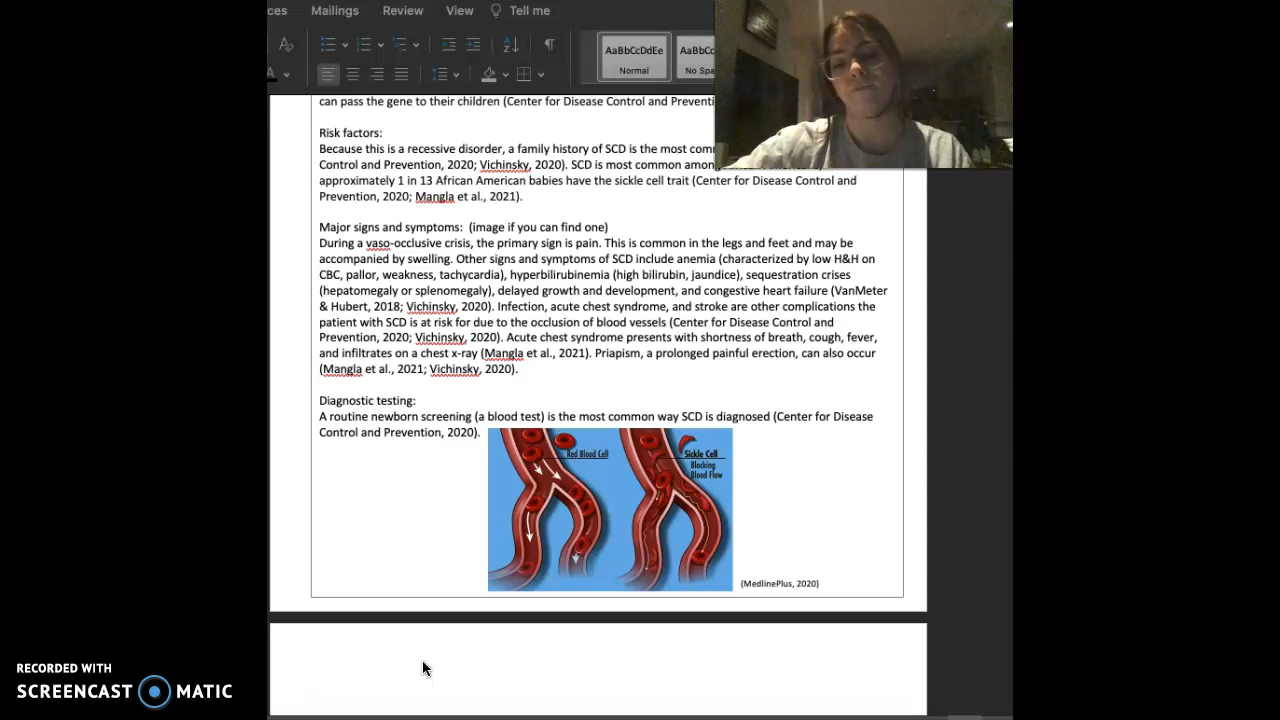 ces Mailings Review View Tell me
AaBbCcDdEe AaBbCc
Normal No Spa
can pass the gene to their children (Center for Disease Control and Preventi
Risk factors:
Because this is a recessive disorder, a family history of SCD is the most com
Control and Prevention, 2020; Vichinsky, 2020). SCD is most common among
approximately 1 in 13 African American babies have the sickle cell trait (Center for Disease Control and
Prevention, 2020; Mangla et al., 2021).
Major signs and symptoms: (image if you can find one)
During a vaso-occlusive crisis, the primary sign is pain. This is common in the legs and feet and may be
accompanied by swelling. Other signs and symptoms of SCD include anemia (characterized by low H&H on
CBC, pallor, weakness, tachycardia), hyperbilirubinemia (high bilirubin, jaundice), sequestration crises
(hepatomegaly or splenomegaly), delayed growth and development, and congestive heart failure (VanMeter
& Hubert, 2018; Vichinsky, 2020). Infection, acute chest syndrome, and stroke are other complications the
patient with SCD is at risk for due to the occlusion of blood vessels (Center for Disease Control and
Prevention, 2020; Vichinsky, 2020). Acute chest syndrome presents with shortness of breath, cough, fever,
and infiltrates on a chest x-ray (Mangla et al., 2021). Priapism, a prolonged painful erection, can also occur
(Mangla et al., 2021; Vichinsky, 2020).
Diagnostic testing:
A routine newborn screening (a blood test) is the most common way SCD is diagnosed (Center for Disease
Control and Prevention, 2020).
Red Blood Cell
Sickle Cell
Blocking
Blood Flow
(MedlinePlus, 2020)
RECORDED WITH
SCREENCAST MATIC